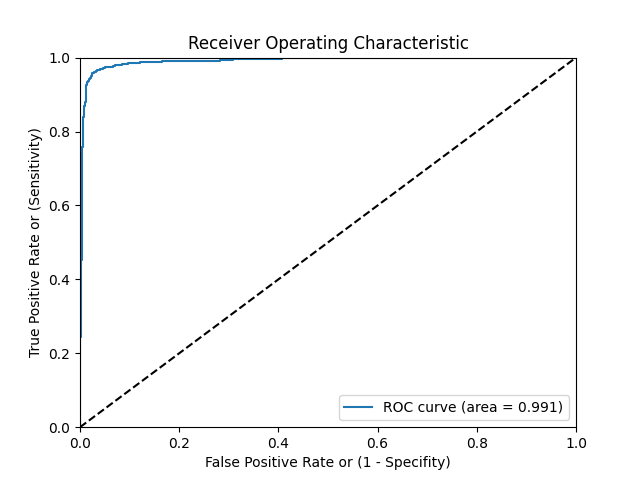 Receiver Operating Characteristic
1.0
0.8
0.6
0.4
0.2
0.0
True Positive Rate or (Sensitivity)
ROC curve (area = 0.991)
0.0 0.2 0.4 0.6 0.8 1.0
False Positive Rate or (1 - Specifity)